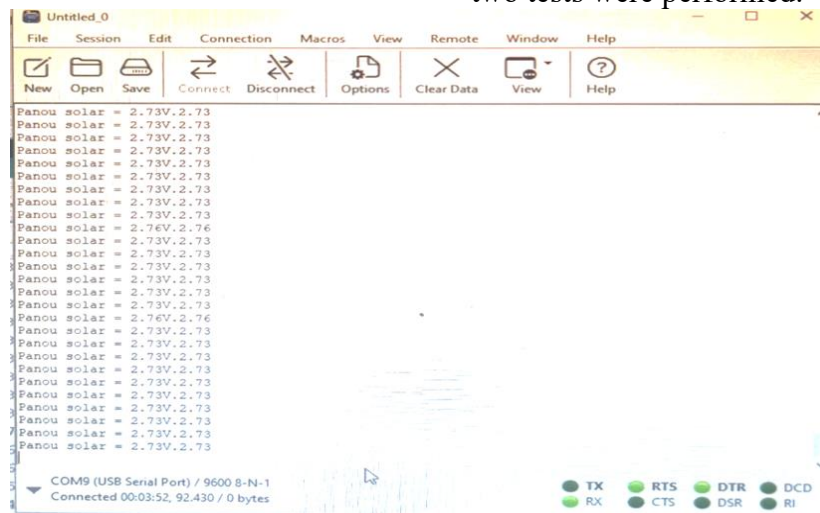 two tests were performed.
Untitled_0
File Session Edit Connection Macros View Remote Window Help
New Open Save Connect Disconnect Options Clear Data View Help
Panou solar = 2.73V.2.73
Panou solar = 2.73V.2.73
Panou solar = 2.73V.2.73
Panou solar = 2.73V.2.73
Panou solar = 2.73V.2.73
Panou solar = 2.73V.2.73
Panou solar = 2.73V.2.73
Panou solar = 2.73V.2.73
Panou solar = 2.73V.2.73
Panou solar = 2.76V.2.76
Panou solar = 2.73V.2.73
Panou solar = 2.73V.2.73
Panou solar = 2.73V.2.73
Panou solar = 2.73V.2.73
Panou solar = 2.73V.2.73
Panou solar = 2.73V.2.73
Panou solar = 2.76V.2.76
Panou solar = 2.73V.2.73
Panou solar = 2.73V.2.73
Panou solar = 2.73V.2.73
Panou solar = 2.73V.2.73
Panou solar = 2.73V.2.73
Panou solar = 2.73V.2.73
Panou solar = 2.73V.2.73
Panou solar = 2.73V.2.73
Panou solar = 2.73V.2.73
Panou solar = 2.73V.2.73
COM9 (USB Serial Port) / 9600 8-N-1
Connected 00:03:52, 92.430 / 0 bytes
TX RTS DTR DCD
RX CTS DSR RI